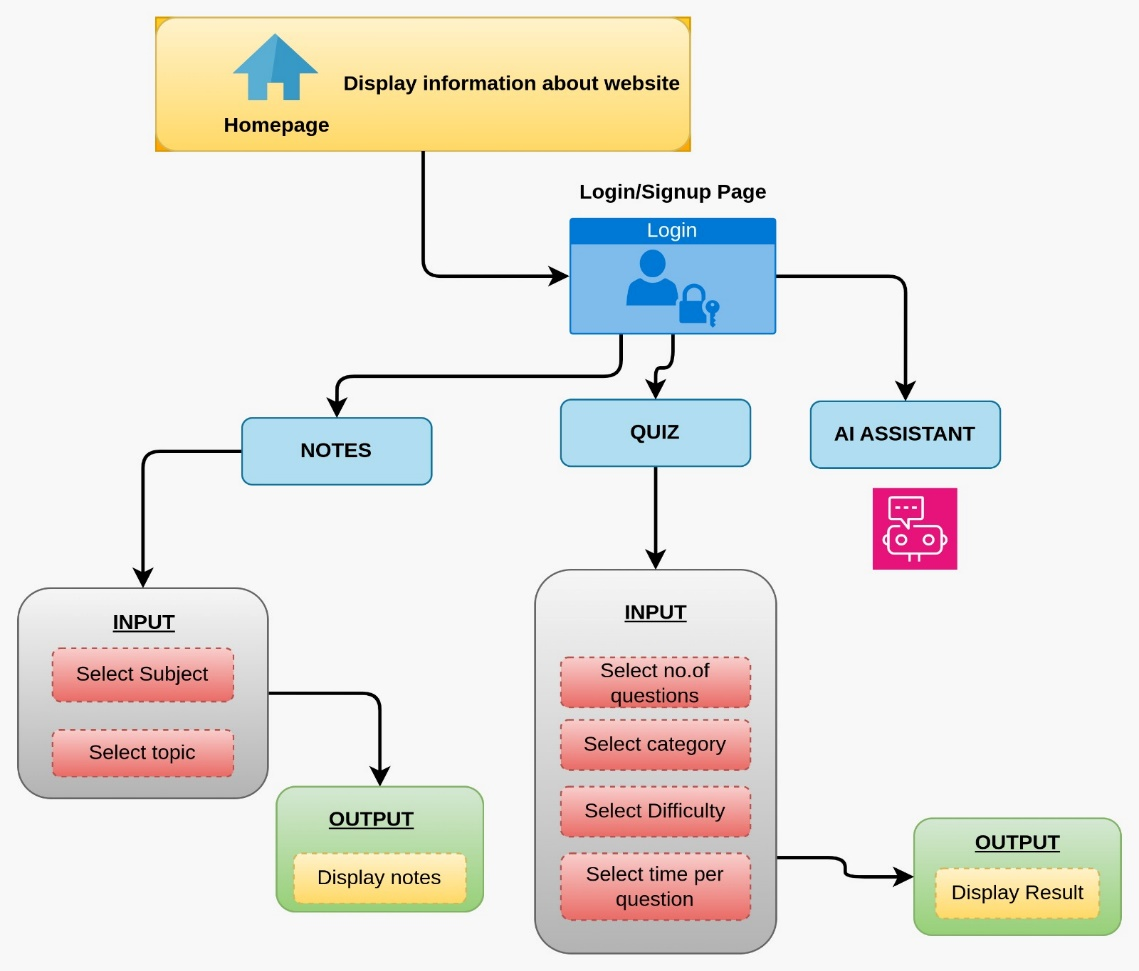 Display information about website
Homepage
Login/Signup Page
Login
NOTES
QUIZ
AI ASSISTANT
INPUT
Select Subject
Select topic
OUTPUT
Display notes
INPUT
Select no.of
questions
Select category
Select Difficulty
Select time per
question
OUTPUT
Display Result